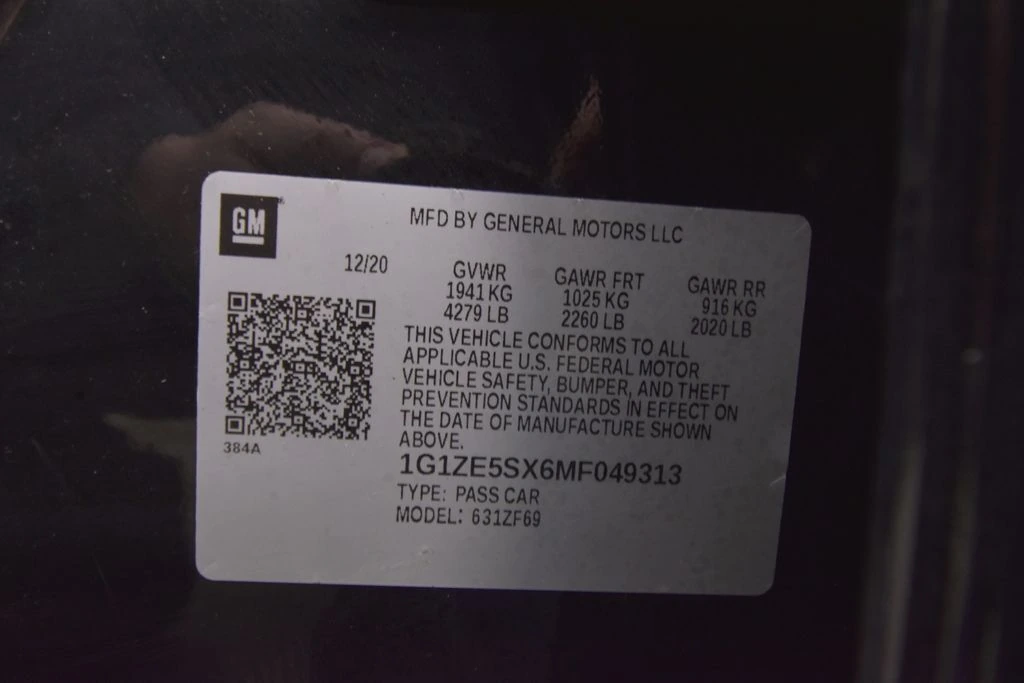 GM
MFD BY GENERAL MOTORS LLC
12/20
GVWR
1941 KG
4279 LB
GAWR FRT
1025 KG
2260 LB
GAWR RR
916 KG
2020 LB
THIS VEHICLE CONFORMS TO ALL
APPLICABLE U.S. FEDERAL MOTOR
VEHICLE SAFETY, BUMPER, AND THEFT
PREVENTION STANDARDS IN EFFECT ON
THE DATE OF MANUFACTURE SHOWN
ABOVE.
384A
1G1ZE5SX6MF049313
TYPE: PASS CAR
MODEL: 631ZF69